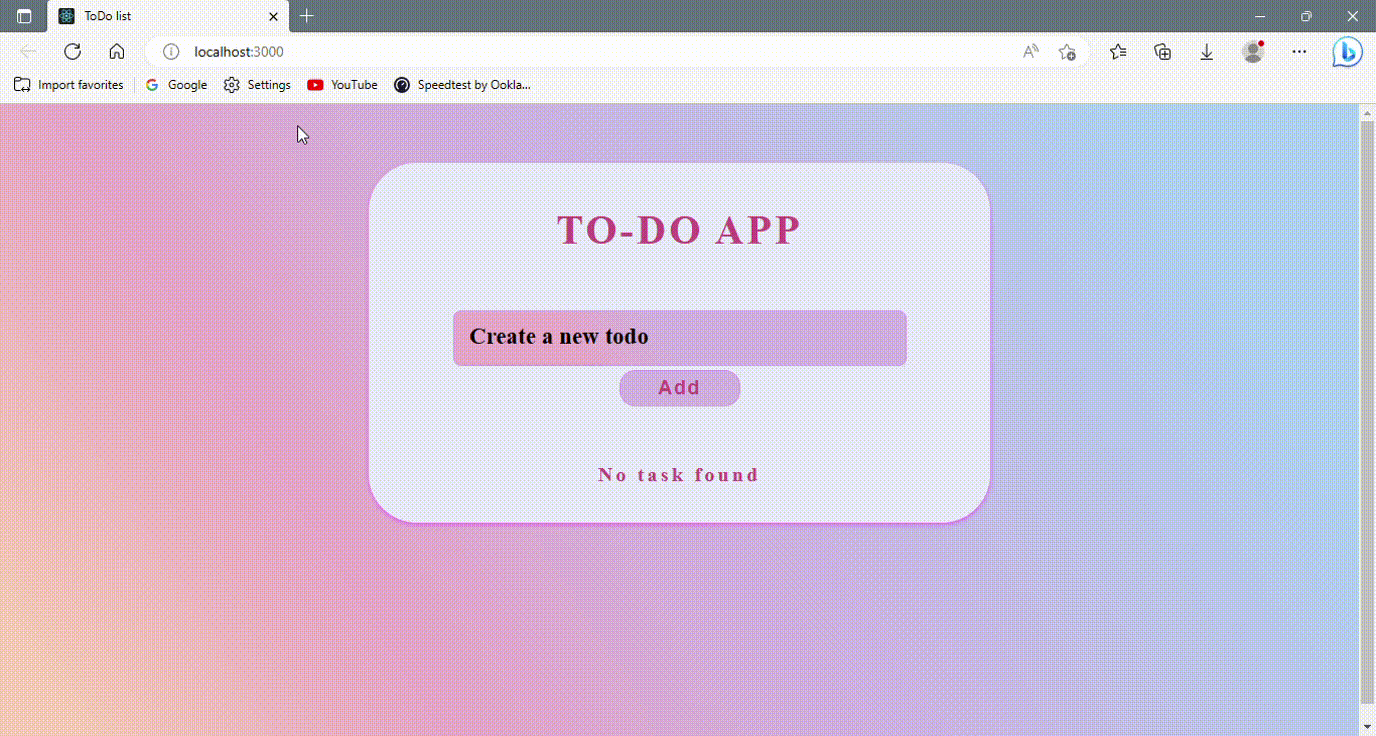 ToDo list
localhost:3000
Import favorites
Google
Settings
YouTube
Speedtest by Ookla...
TO-DO APP
Create a new todo
Add
No task found